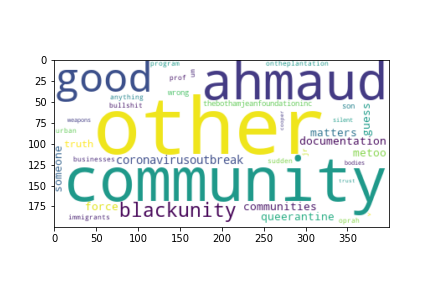 0
25
50
75
100
125
150
175
program
ontheplantation
good
prof
um
ahmaud
wrong
anything
bullshit
thebothamjeanfoundationinc
son
guess
other
cooper
weapons
silent
urban
matters
truth
documentation
metoo
businesses
coronavirusoutbreak
sudden
bodies
someone
community
trust
force
blackunity
communities
immigrants
queerantine
oprah
0 50 100 150 200 250 300 350